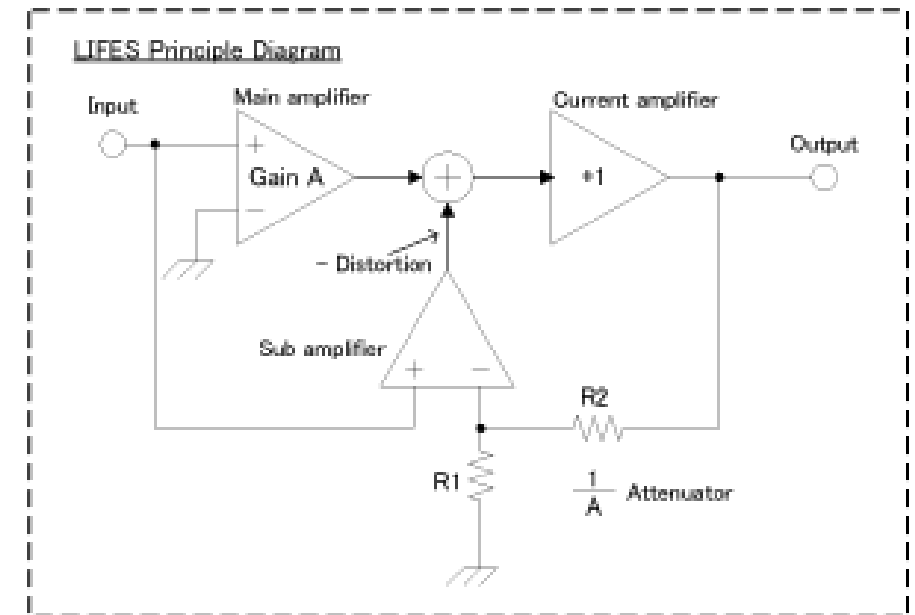 LIFES Principle Diagram
Input
Main amplifier
Current amplifier
Output
+
Gain A
−
+
+1
− Distortion
Sub amplifier
+
−
R2
R1
1
A
Attenuator